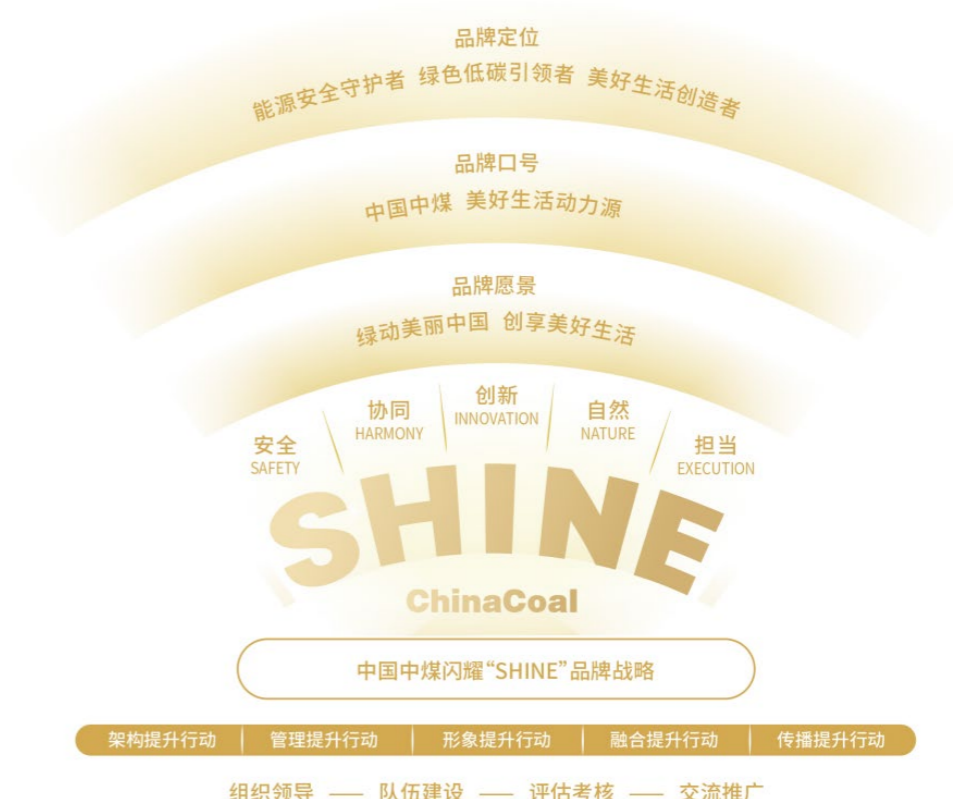 品牌定位
能源安全守护者 绿色低碳引领者 美好生活创造者
品牌口号
中国中煤 美好生活动力源
品牌愿景
绿动美丽中国 创享美好生活
安全
SAFETY
协同
HARMONY
创新
INNOVATION
自然
NATURE
担当
EXECUTION
SHINE
ChinaCoal
中国中煤闪耀“SHINE”品牌战略
架构提升行动 管理提升行动 形象提升行动 融合提升行动 传播提升行动
组织领导 —— 队伍建设 —— 评估考核 —— 交流推广